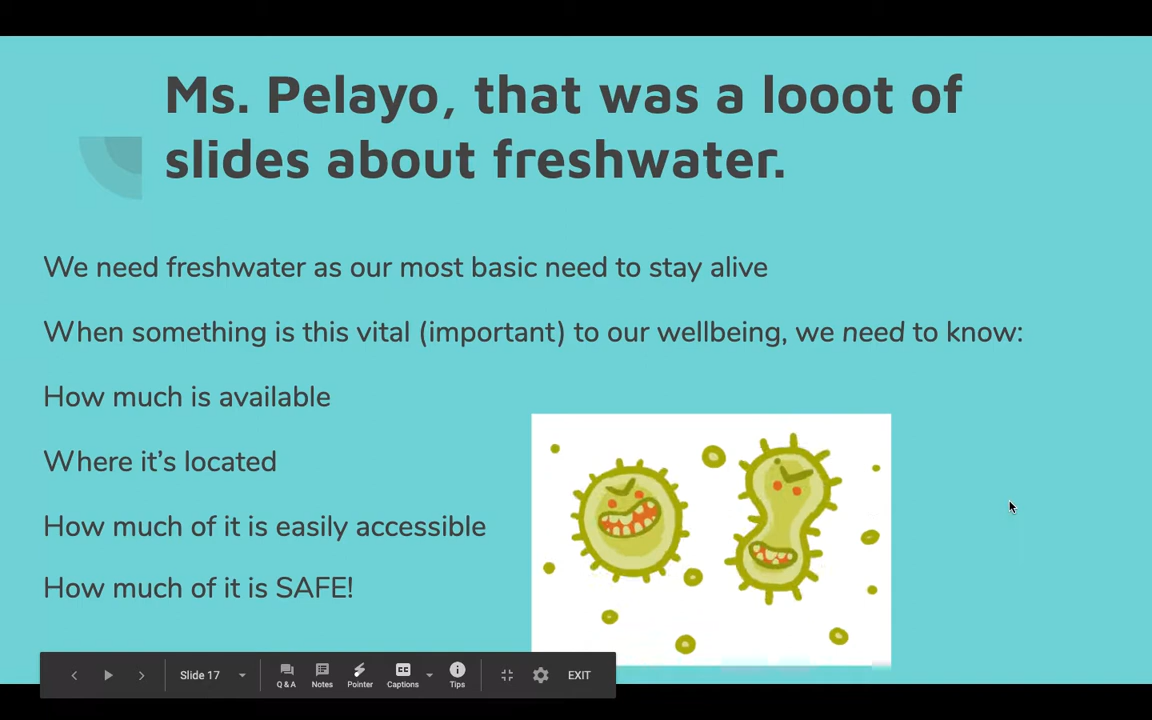 Ms. Pelayo, that was a looot of
slides about freshwater.
We need freshwater as our most basic need to stay alive
When something is this vital (important) to our wellbeing, we need to know:
How much is available
Where it's located
How much of it is easily accessible
How much of it is SAFE!
Slide 17
Q & A
Notes
Pointer
CC
Captions
Tips
EXIT